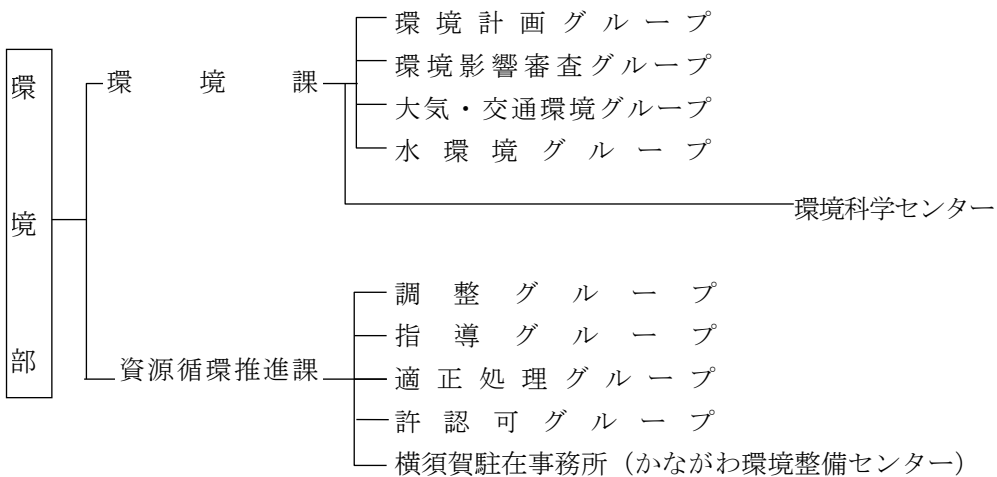 環境部
環境課
環境計画グループ
環境影響審査グループ
大気・交通環境グループ
水環境グループ
環境科学センター
資源循環推進課
調整グループ
指導グループ
適正処理グループ
許認可グループ
横須賀駐在事務所（かながわ環境整備センター）